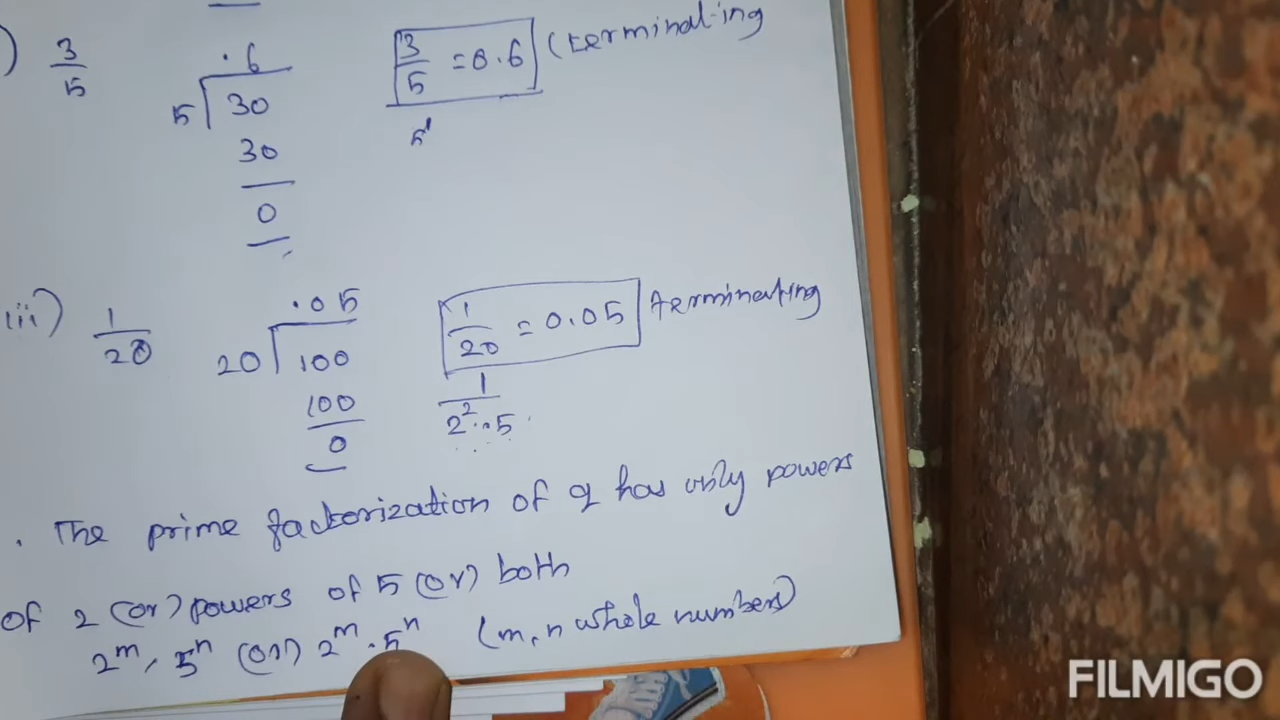 ) 3/5 .6 3/5 = 0.6 (terminating
5 30 5¹
30
0
iii) 1/20 .05 1/20 = 0.05 terminating
20 100 1/2².5
100
0
. The prime factorization of q has only powers
of 2 (or) powers of 5 (or) both
2^m, 5^n (or) 2^m . 5^n (m, n whole numbers)
FILMIGO